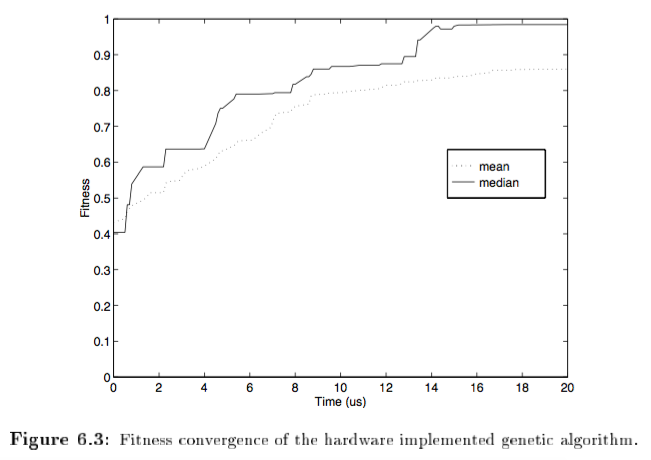 1
0.9
0.8
0.7
0.6
0.5
0.4
0.3
0.2
0.1
0
Fitness
mean
median
0 2 4 6 8 10 12 14 16 18 20
Time (us)
Figure 6.3: Fitness convergence of the hardware implemented genetic algorithm.